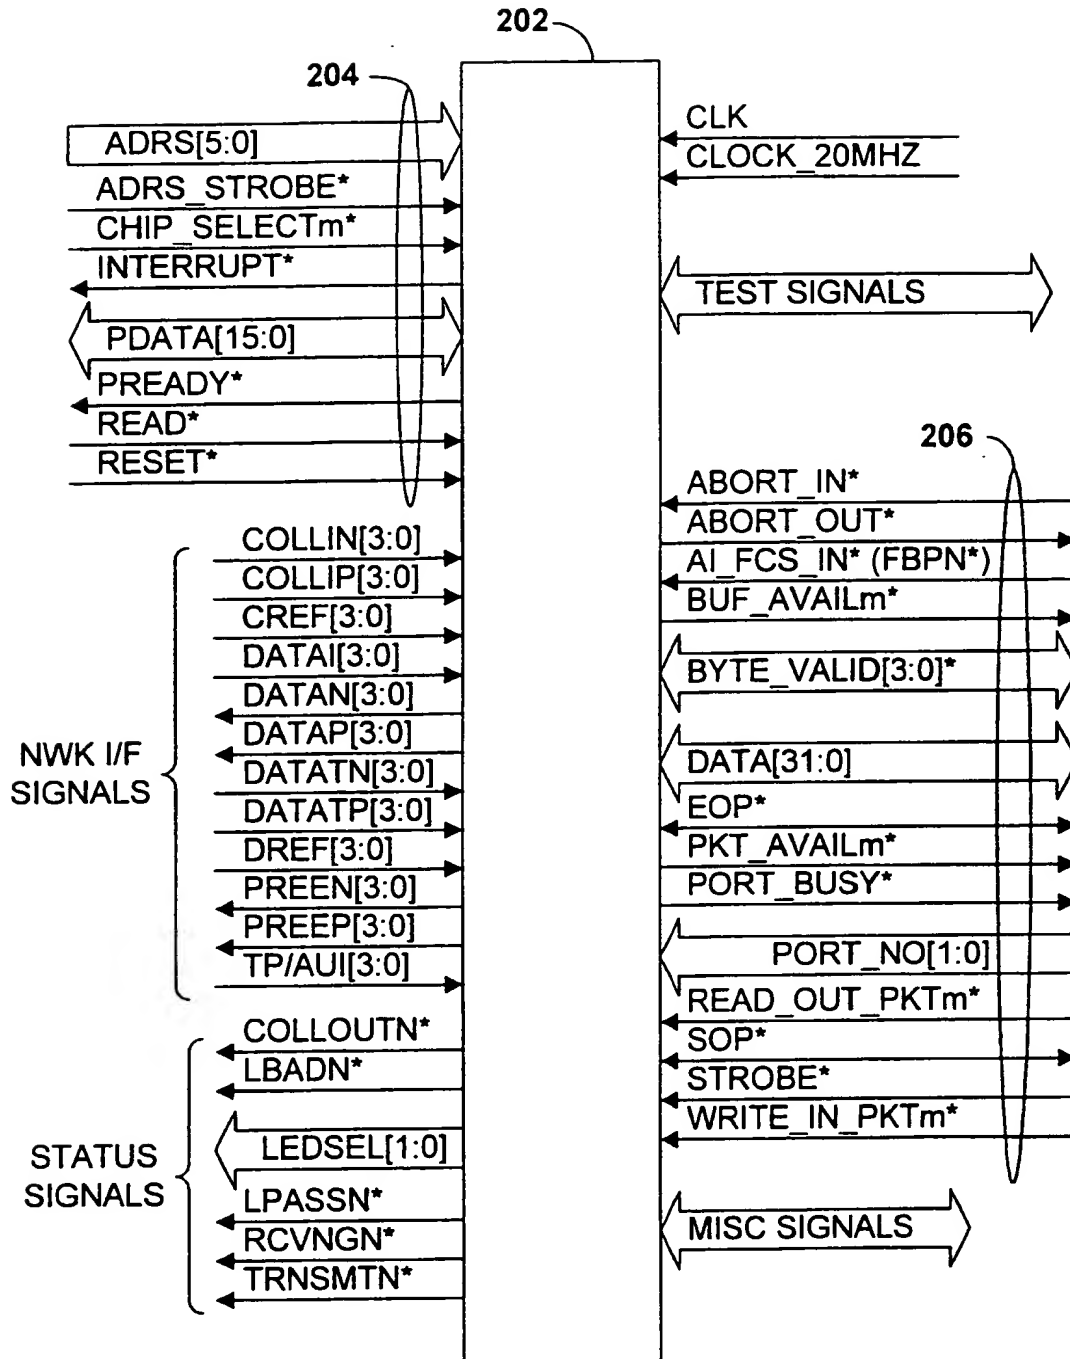 202
204
ADRS[5:0]
ADRS_STROBE*
CHIP_SELECTm*
INTERRUPT*
PDATA[15:0]
PREADY*
READ*
RESET*
NWK I/F
SIGNALS
COLLIN[3:0]
COLLIP[3:0]
CREF[3:0]
DATAI[3:0]
DATAN[3:0]
DATAP[3:0]
DATATN[3:0]
DATATP[3:0]
DREF[3:0]
PREEN[3:0]
PREEP[3:0]
TP/AUI[3:0]
STATUS
SIGNALS
COLLOUTN*
LBADN*
LEDSEL[1:0]
LPASSN*
RCVNGN*
TRNSMTN*
CLK
CLOCK_20MHZ
TEST SIGNALS
206
ABORT_IN*
ABORT_OUT*
AI_FCS_IN* (FBPN*)
BUF_AVAILm*
BYTE_VALID[3:0]*
DATA[31:0]
EOP*
PKT_AVAILm*
PORT_BUSY*
PORT_NO[1:0]
READ_OUT_PKTm*
SOP*
STROBE*
WRITE_IN_PKTm*
MISC SIGNALS